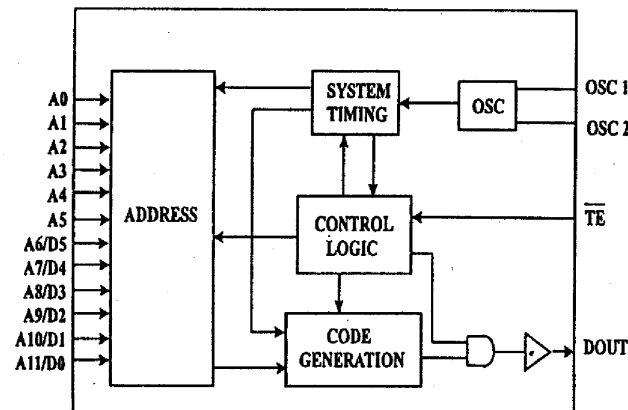 A0
A1
A2
A3
A4
A5
A6/D5
A7/D4
A8/D3
A9/D2
A10/D1
A11/D0
ADDRESS
SYSTEM
TIMING
OSC
OSC 1
OSC 2
CONTROL
LOGIC
T̅E̅
CODE
GENERATION
DOUT